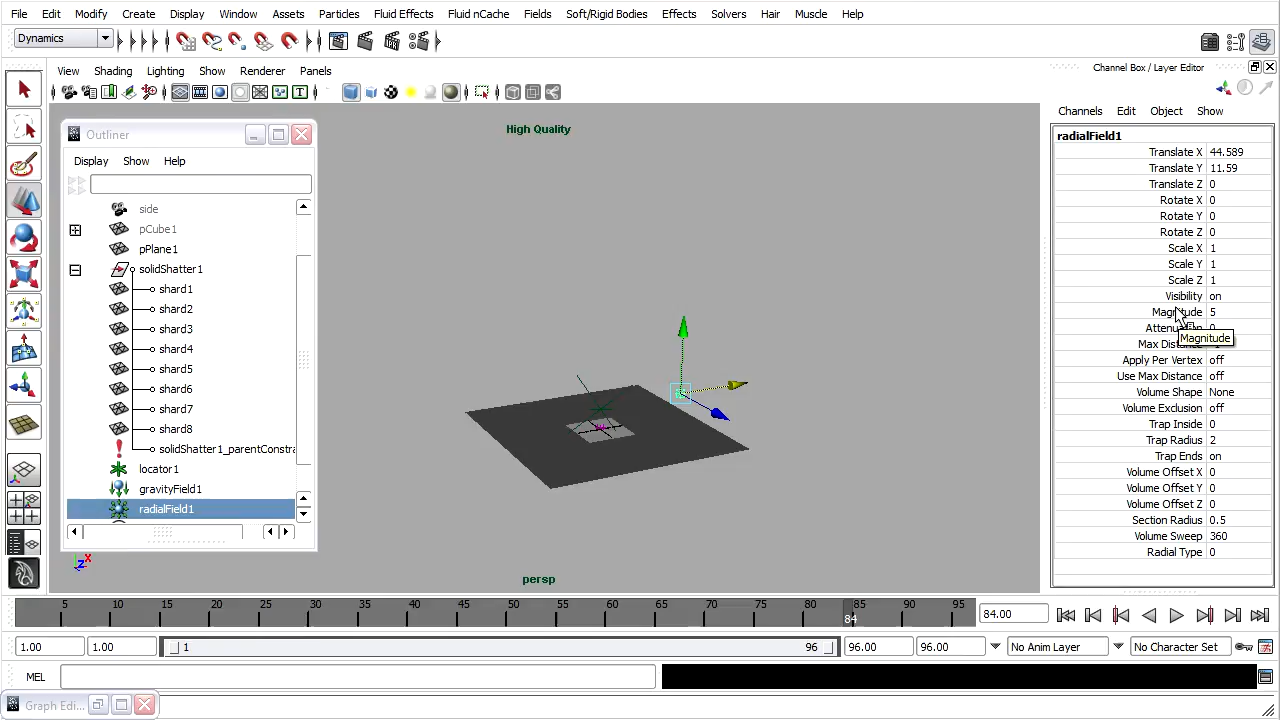 File Edit Modify Create Display Window Assets Particles Fluid Effects Fluid nCache Fields Soft/Rigid Bodies Effects Solvers Hair Muscle Help
Dynamics
View Shading Lighting Show Renderer Panels
Channel Box / Layer Editor
Channels Edit Object Show
High Quality
Outliner
Display Show Help
side
pCube1
pPlane1
solidShatter1
shard1
shard2
shard3
shard4
shard5
shard6
shard7
shard8
solidShatter1_parentConstra
locator1
gravityField1
radialField1
persp
radialField1
Translate X 44.589
Translate Y 11.59
Translate Z 0
Rotate X 0
Rotate Y 0
Rotate Z 0
Scale X 1
Scale Y 1
Scale Z 1
Visibility on
Magnitude 5
Magnitude
Apply Per Vertex off
Use Max Distance off
Volume Shape None
Volume Exclusion off
Trap Inside 0
Trap Radius 2
Trap Ends on
Volume Offset X 0
Volume Offset Y 0
Volume Offset Z 0
Section Radius 0.5
Volume Sweep 360
Radial Type 0
5 10 15 20 25 30 35 40 45 50 55 60 65 70 75 80 84 90 95
84.00
1.00 1.00 1 96 96.00 96.00 No Anim Layer No Character Set
MEL
Graph Edi...